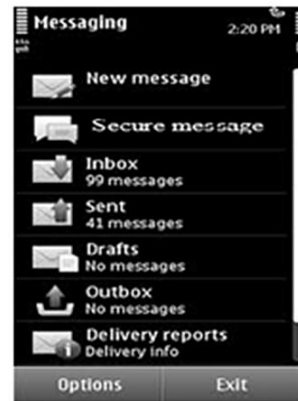 Messaging
2:20 PM
New message
Secure message
Inbox
99 messages
Sent
41 messages
Drafts
No messages
Outbox
No messages
Delivery reports
Delivery info
Options Exit